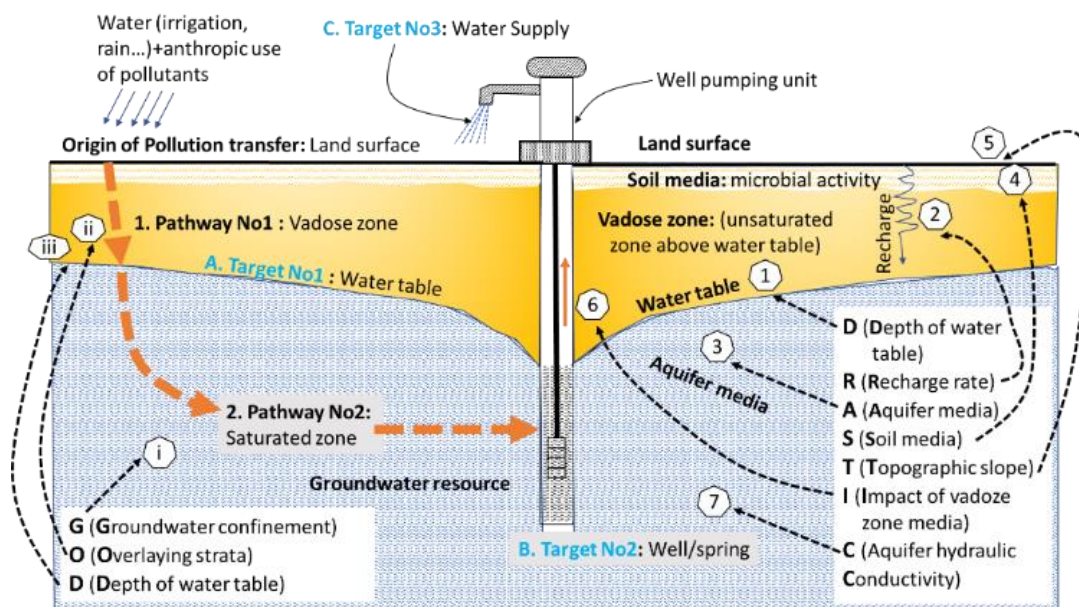 Water (irrigation,
rain...)+anthropic use
of pollutants
C. Target No3: Water Supply
Well pumping unit
Origin of Pollution transfer: Land surface
Land surface
5
Soil media: microbial activity
4
1. Pathway No1 : Vadose zone
ii
iii
Vadose zone: (unsaturated
zone above water table)
Recharge
2
A. Target No1 : Water table
Water table
1
6
3
Aquifer media
D (Depth of water
table)
R (Recharge rate)
A (Aquifer media)
S (Soil media)
T (Topographic slope)
I (Impact of vadoze
zone media)
C (Aquifer hydraulic
Conductivity)
2. Pathway No2:
Saturated zone
i
Groundwater resource
7
G (Groundwater confinement)
O (Overlaying strata)
D (Depth of water table)
B. Target No2: Well/spring